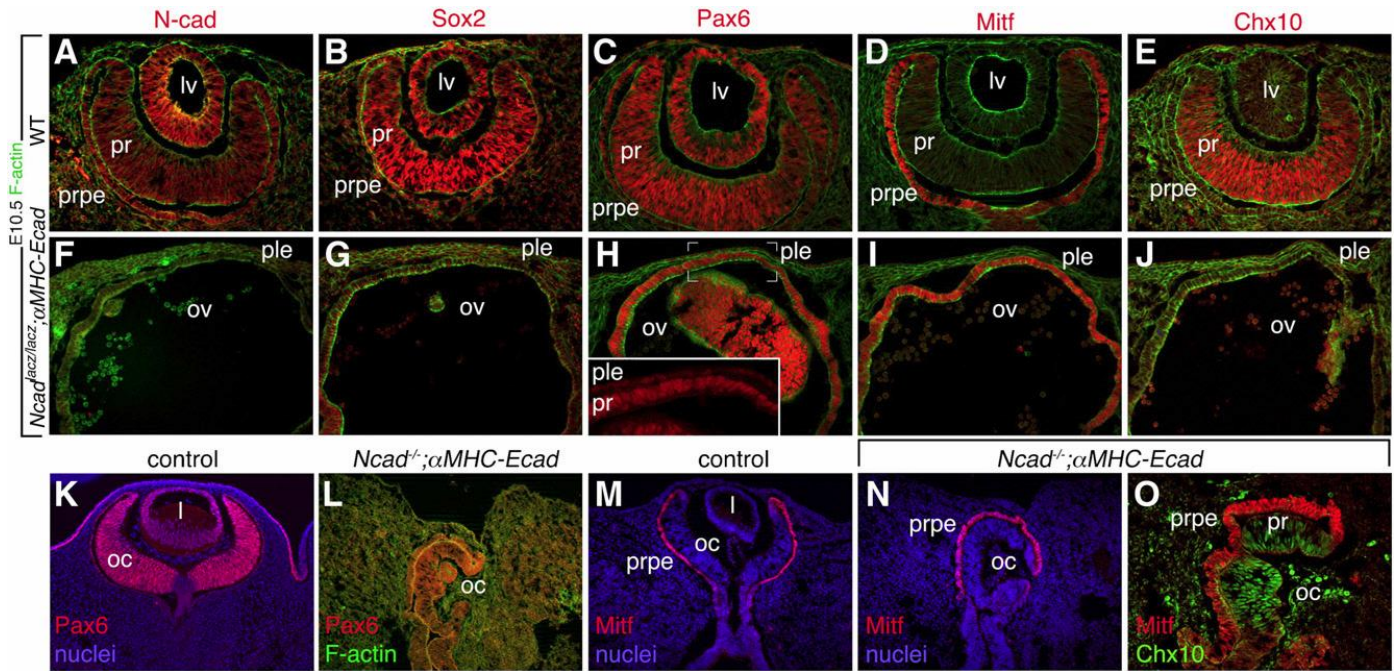 N-cad Sox2 Pax6 Mitf Chx10
E10.5 F-actin
WT
Ncad^lacz/lacz;αMHC-Ecad
A lv pr prpe
B lv pr prpe
C lv pr prpe
D lv pr prpe
E lv pr prpe
F ple ov
G ple ov
H ple ov ple pr
I ple ov
J ple ov
control Ncad-/-;αMHC-Ecad control Ncad-/-;αMHC-Ecad
K l oc
Pax6
nuclei
L oc
Pax6
F-actin
M l oc
prpe
Mitf
nuclei
N prpe
oc
Mitf
nuclei
O prpe pr
oc
Mitf
Chx10